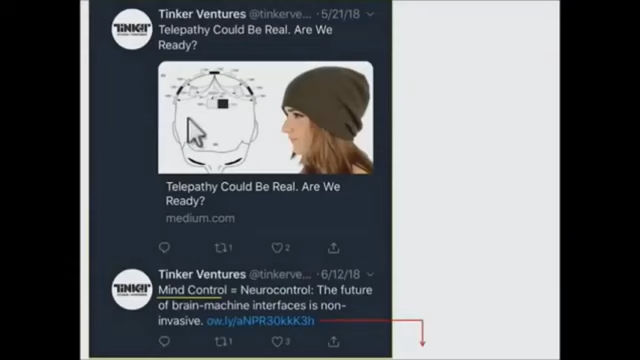 Tinker Ventures @tinkerve... ·5/21/18
Telepathy Could Be Real. Are We
Ready?
Telepathy Could Be Real. Are We
Ready?
medium.com
1
2
Tinker Ventures @tinkerve... ·6/12/18
Mind Control = Neurocontrol: The future
of brain-machine interfaces is non-
invasive. ow.ly/aNPR30kkK3h
1
3